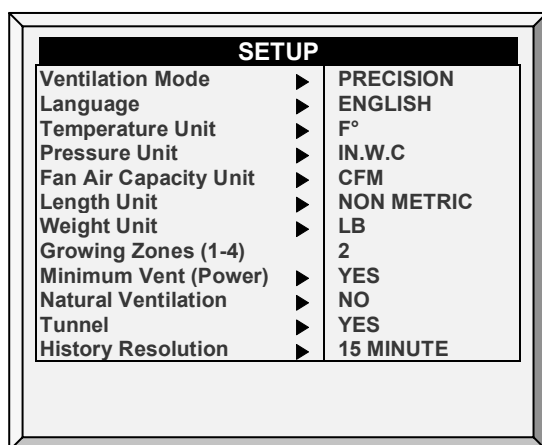 SETUP
Ventilation Mode ▶ PRECISION
Language ▶ ENGLISH
Temperature Unit ▶ F°
Pressure Unit ▶ IN.W.C
Fan Air Capacity Unit ▶ CFM
Length Unit ▶ NON METRIC
Weight Unit ▶ LB
Growing Zones (1-4) 2
Minimum Vent (Power) ▶ YES
Natural Ventilation ▶ NO
Tunnel ▶ YES
History Resolution ▶ 15 MINUTE